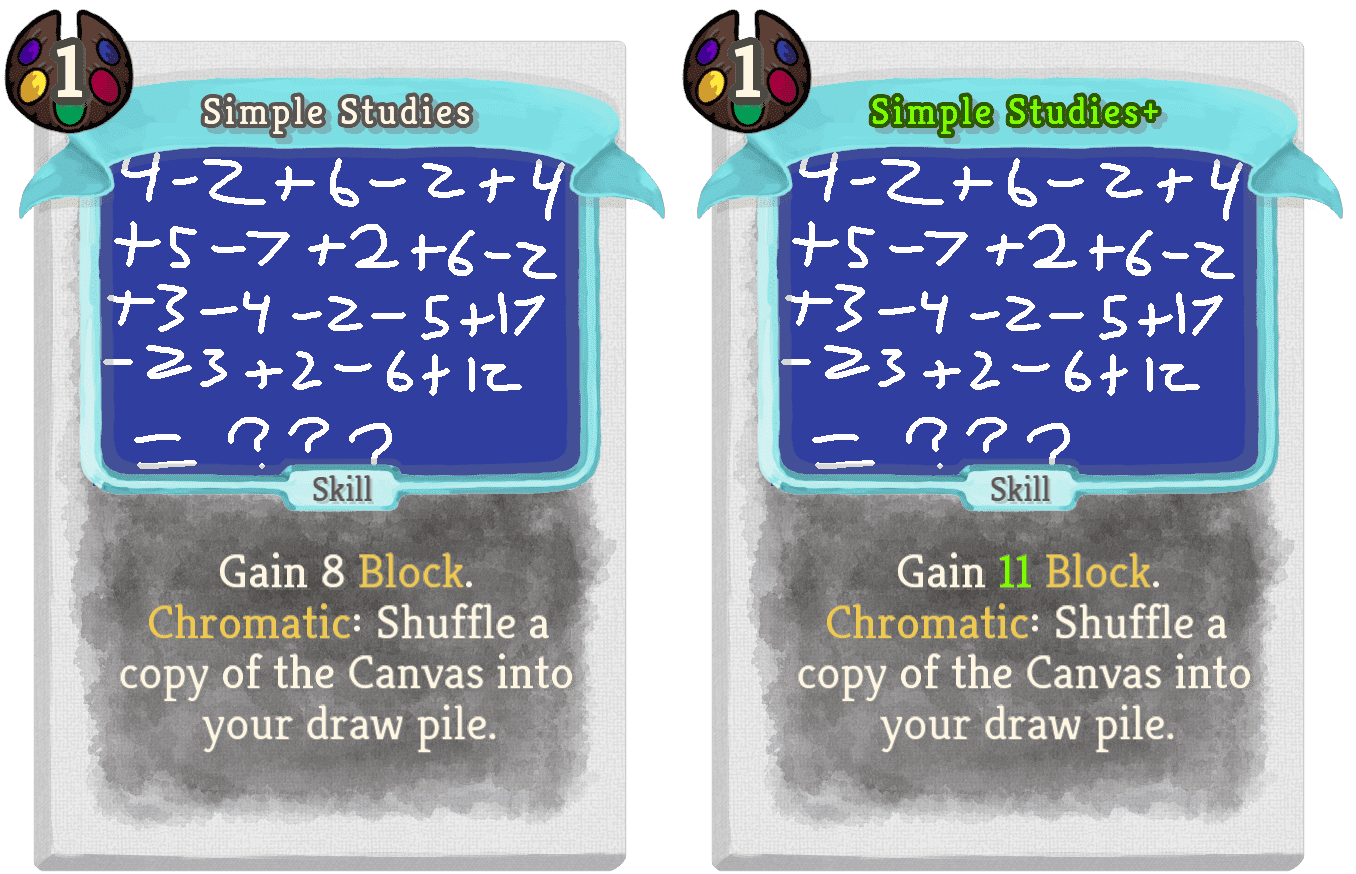 1
Simple Studies
4-2+6-2+4
+5-7+2+6-2
+3-4-2-5+17
-23+2-6+12
= ???
Skill
Gain 8 Block.
Chromatic: Shuffle a
copy of the Canvas into
your draw pile.
1
Simple Studies+
4-2+6-2+4
+5-7+2+6-2
+3-4-2-5+17
-23+2-6+12
= ???
Skill
Gain 11 Block.
Chromatic: Shuffle a
copy of the Canvas into
your draw pile.